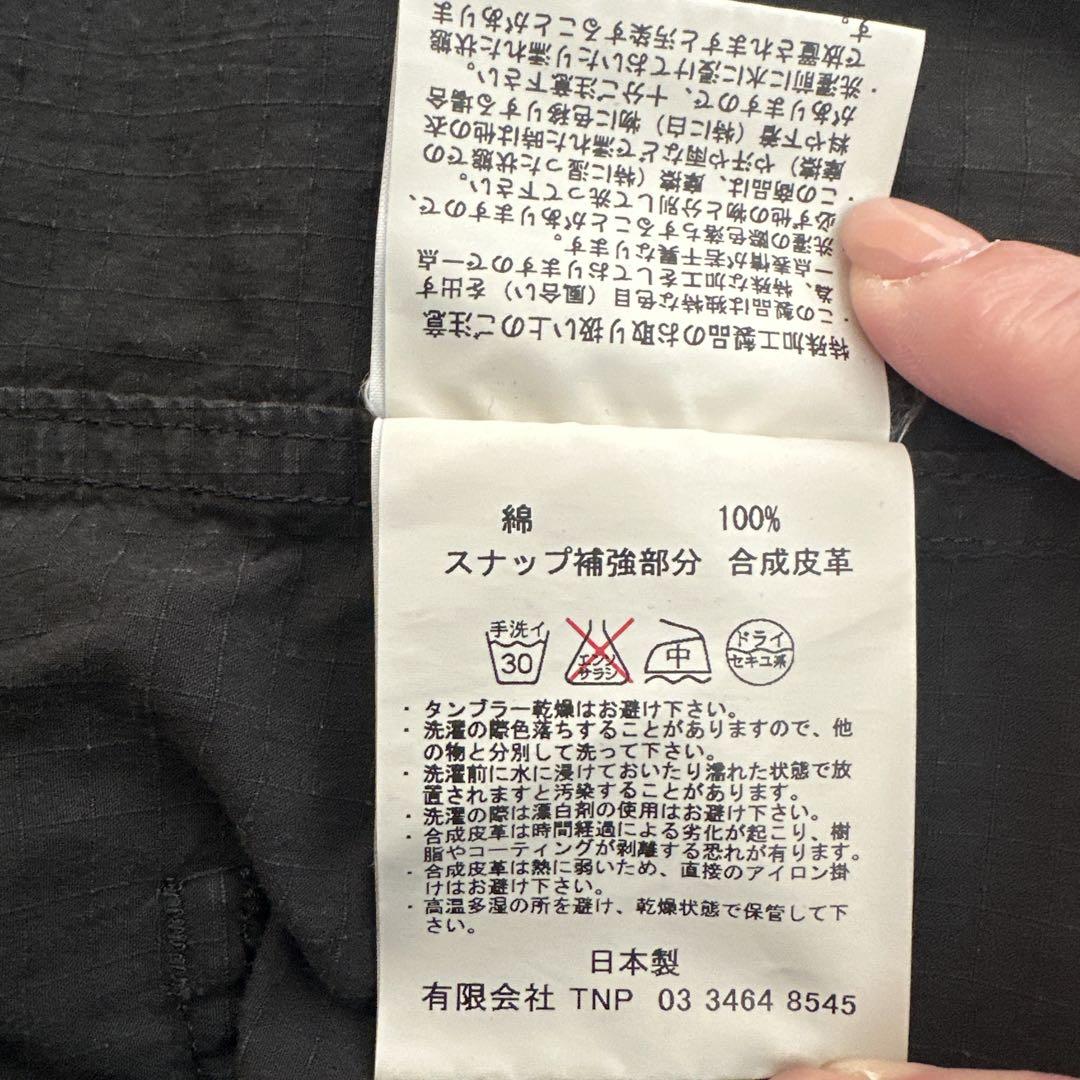 特殊加工製品のお取り扱い上のご注意
・この製品は独特な色目(風合い)を出す
為、特殊な加工をしておりますので一点
一点表情が若干異なります。
洗濯の際色落ちすることがありますので、
必ず他の物と分別して洗って下さい。
・この商品は、摩擦(特に湿った状態での
摩擦)や汗や雨などで濡れた時は他の衣
料や下着(特に白)物に色移りする場合
がありますので、十分ご注意下さい。
・洗濯前に水に浸けておいたり濡れた状態
で放置されますと汚染することがありま
す。
綿 100%
スナップ補強部分 合成皮革
手洗イ 30 エンソサラシ 中 ドライ セキユ系
・タンブラー乾燥はお避け下さい。
・洗濯の際色落ちすることがありますので、他
の物と分別して洗って下さい。
・洗濯前に水に浸けておいたり濡れた状態で放
置されますと汚染することがあります。
・洗濯の際は漂白剤の使用はお避け下さい。
・合成皮革は時間経過による劣化が起こり、樹
脂やコーティングが剥離する恐れが有ります。
・合成皮革は熱に弱いため、直接のアイロン掛
けはお避け下さい。
・高温多湿の所を避け、乾燥状態で保管して下
さい。
日本製
有限会社 TNP 03 3464 8545